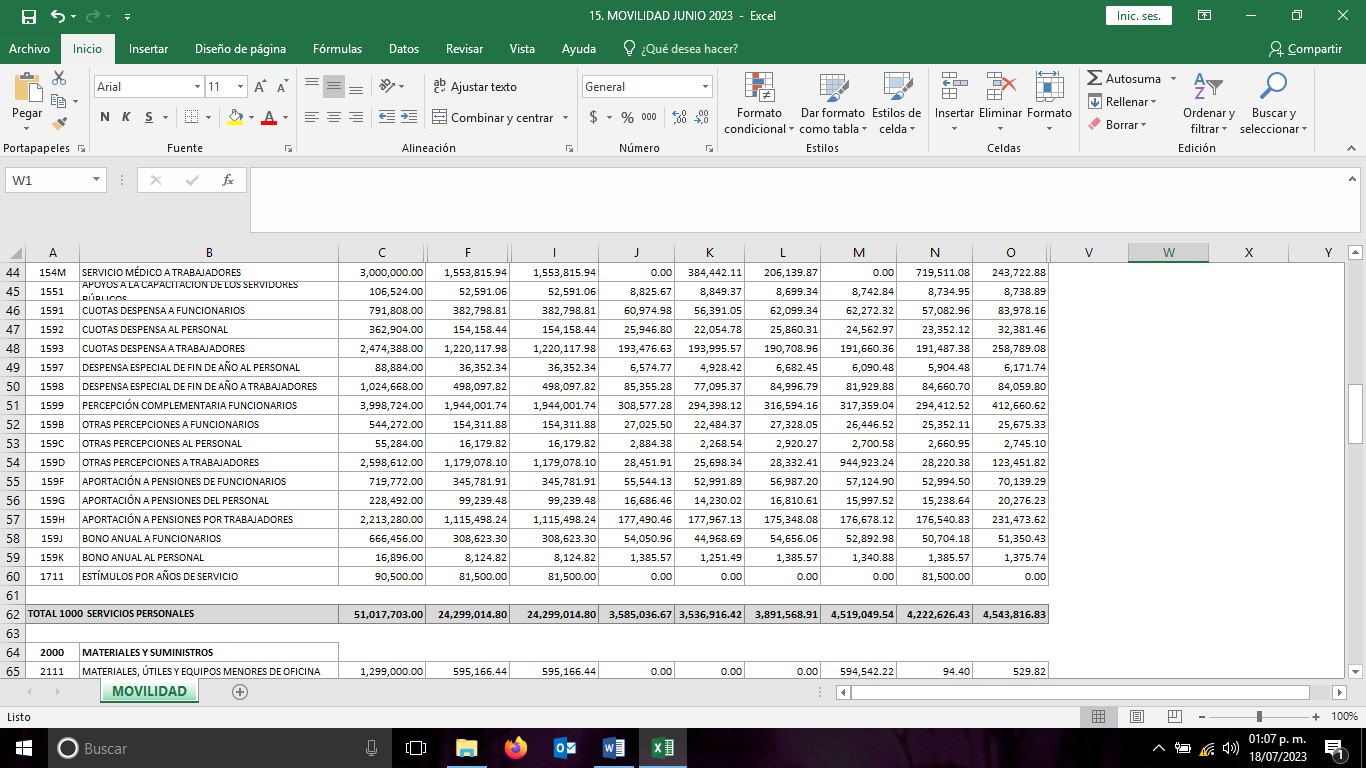 15. MOVILIDAD JUNIO 2023 - Excel
Inic. ses.
Archivo Inicio Insertar Diseño de página Fórmulas Datos Revisar Vista Ayuda ¿Qué desea hacer? Compartir
Pegar
Arial 11
N K S
Ajustar texto
Combinar y centrar
General
$ % 000
Formato condicional
Dar formato como tabla
Estilos de celda
Insertar Eliminar Formato
Autosuma
Rellenar
Borrar
Ordenar y filtrar
Buscar y seleccionar
Portapapeles Fuente Alineación Número Estilos Celdas Edición
W1 fx
A B C F I J K L M N O V W X Y
44 154M SERVICIO MÉDICO A TRABAJADORES 3,000,000.00 1,553,815.94 1,553,815.94 0.00 384,442.11 206,139.87 0.00 719,511.08 243,722.88
45 1551 APOYOS A LA CAPACITACIÓN DE LOS SERVIDORES PÚBLICOS 106,524.00 52,591.06 52,591.06 8,825.67 8,849.37 8,699.34 8,742.84 8,734.95 8,738.89
46 1591 CUOTAS DESPENSA A FUNCIONARIOS 791,808.00 382,798.81 382,798.81 60,974.98 56,391.05 62,099.34 62,272.32 57,082.96 83,978.16
47 1592 CUOTAS DESPENSA AL PERSONAL 362,904.00 154,158.44 154,158.44 25,946.80 22,054.78 25,860.31 24,562.97 23,352.12 32,381.46
48 1593 CUOTAS DESPENSA A TRABAJADORES 2,474,388.00 1,220,117.98 1,220,117.98 193,476.63 193,995.57 190,708.96 191,660.36 191,487.38 258,789.08
49 1597 DESPENSA ESPECIAL DE FIN DE AÑO AL PERSONAL 88,884.00 36,352.34 36,352.34 6,574.77 4,928.42 6,682.45 6,090.48 5,904.48 6,171.74
50 1598 DESPENSA ESPECIAL DE FIN DE AÑO A TRABAJADORES 1,024,668.00 498,097.82 498,097.82 85,355.28 77,095.37 84,996.79 81,929.88 84,660.70 84,059.80
51 1599 PERCEPCIÓN COMPLEMENTARIA FUNCIONARIOS 3,998,724.00 1,944,001.74 1,944,001.74 308,577.28 294,398.12 316,594.16 317,359.04 294,412.52 412,660.62
52 159B OTRAS PERCEPCIONES A FUNCIONARIOS 544,272.00 154,311.88 154,311.88 27,025.50 22,484.37 27,328.05 26,446.52 25,352.11 25,675.33
53 159C OTRAS PERCEPCIONES AL PERSONAL 55,284.00 16,179.82 16,179.82 2,884.38 2,268.54 2,920.27 2,700.58 2,660.95 2,745.10
54 159D OTRAS PERCEPCIONES A TRABAJADORES 2,598,612.00 1,179,078.10 1,179,078.10 28,451.91 25,698.34 28,332.41 944,923.24 28,220.38 123,451.82
55 159F APORTACIÓN A PENSIONES DE FUNCIONARIOS 719,772.00 345,781.91 345,781.91 55,544.13 52,991.89 56,987.20 57,124.90 52,994.50 70,139.29
56 159G APORTACIÓN A PENSIONES DEL PERSONAL 228,492.00 99,239.48 99,239.48 16,686.46 14,230.02 16,810.61 15,997.52 15,238.64 20,276.23
57 159H APORTACIÓN A PENSIONES POR TRABAJADORES 2,213,280.00 1,115,498.24 1,115,498.24 177,490.46 177,967.13 175,348.08 176,678.12 176,540.83 231,473.62
58 159J BONO ANUAL A FUNCIONARIOS 666,456.00 308,623.30 308,623.30 54,050.96 44,968.69 54,656.06 52,892.98 50,704.18 51,350.43
59 159K BONO ANUAL AL PERSONAL 16,896.00 8,124.82 8,124.82 1,385.57 1,251.49 1,385.57 1,340.88 1,385.57 1,375.74
60 1711 ESTÍMULOS POR AÑOS DE SERVICIO 90,500.00 81,500.00 81,500.00 0.00 0.00 0.00 0.00 81,500.00 0.00
61
62 TOTAL 1000 SERVICIOS PERSONALES 51,017,703.00 24,299,014.80 24,299,014.80 3,585,036.67 3,536,916.42 3,891,568.91 4,519,049.54 4,222,626.43 4,543,816.83
63
64 2000 MATERIALES Y SUMINISTROS
65 2111 MATERIALES, ÚTILES Y EQUIPOS MENORES DE OFICINA 1,299,000.00 595,166.44 595,166.44 0.00 0.00 0.00 594,542.22 94.40 529.82
MOVILIDAD
Listo 100%
Buscar
01:07 p. m.
18/07/2023
1